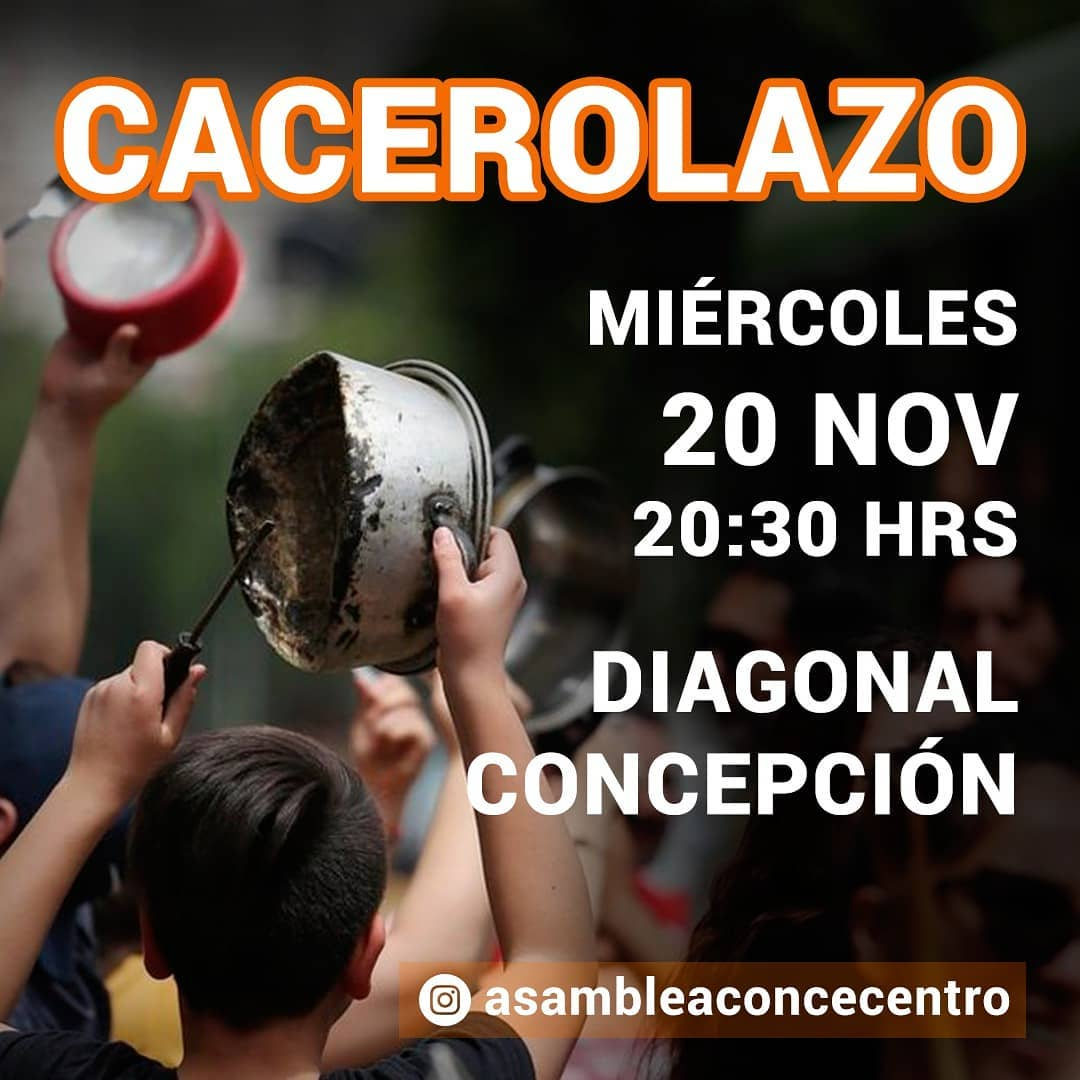 CACEROLAZO
MIÉRCOLES
20 NOV
20:30 HRS
DIAGONAL
CONCEPCIÓN
asambleaconcecentro